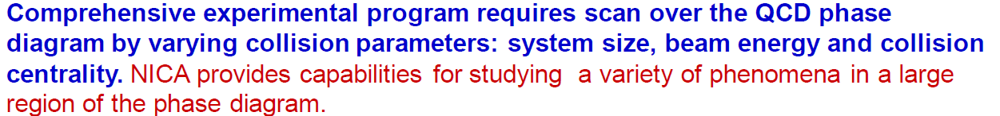 Comprehensive experimental program requires scan over the QCD phase
diagram by varying collision parameters: system size, beam energy and collision
centrality. NICA provides capabilities for studying a variety of phenomena in a large
region of the phase diagram.